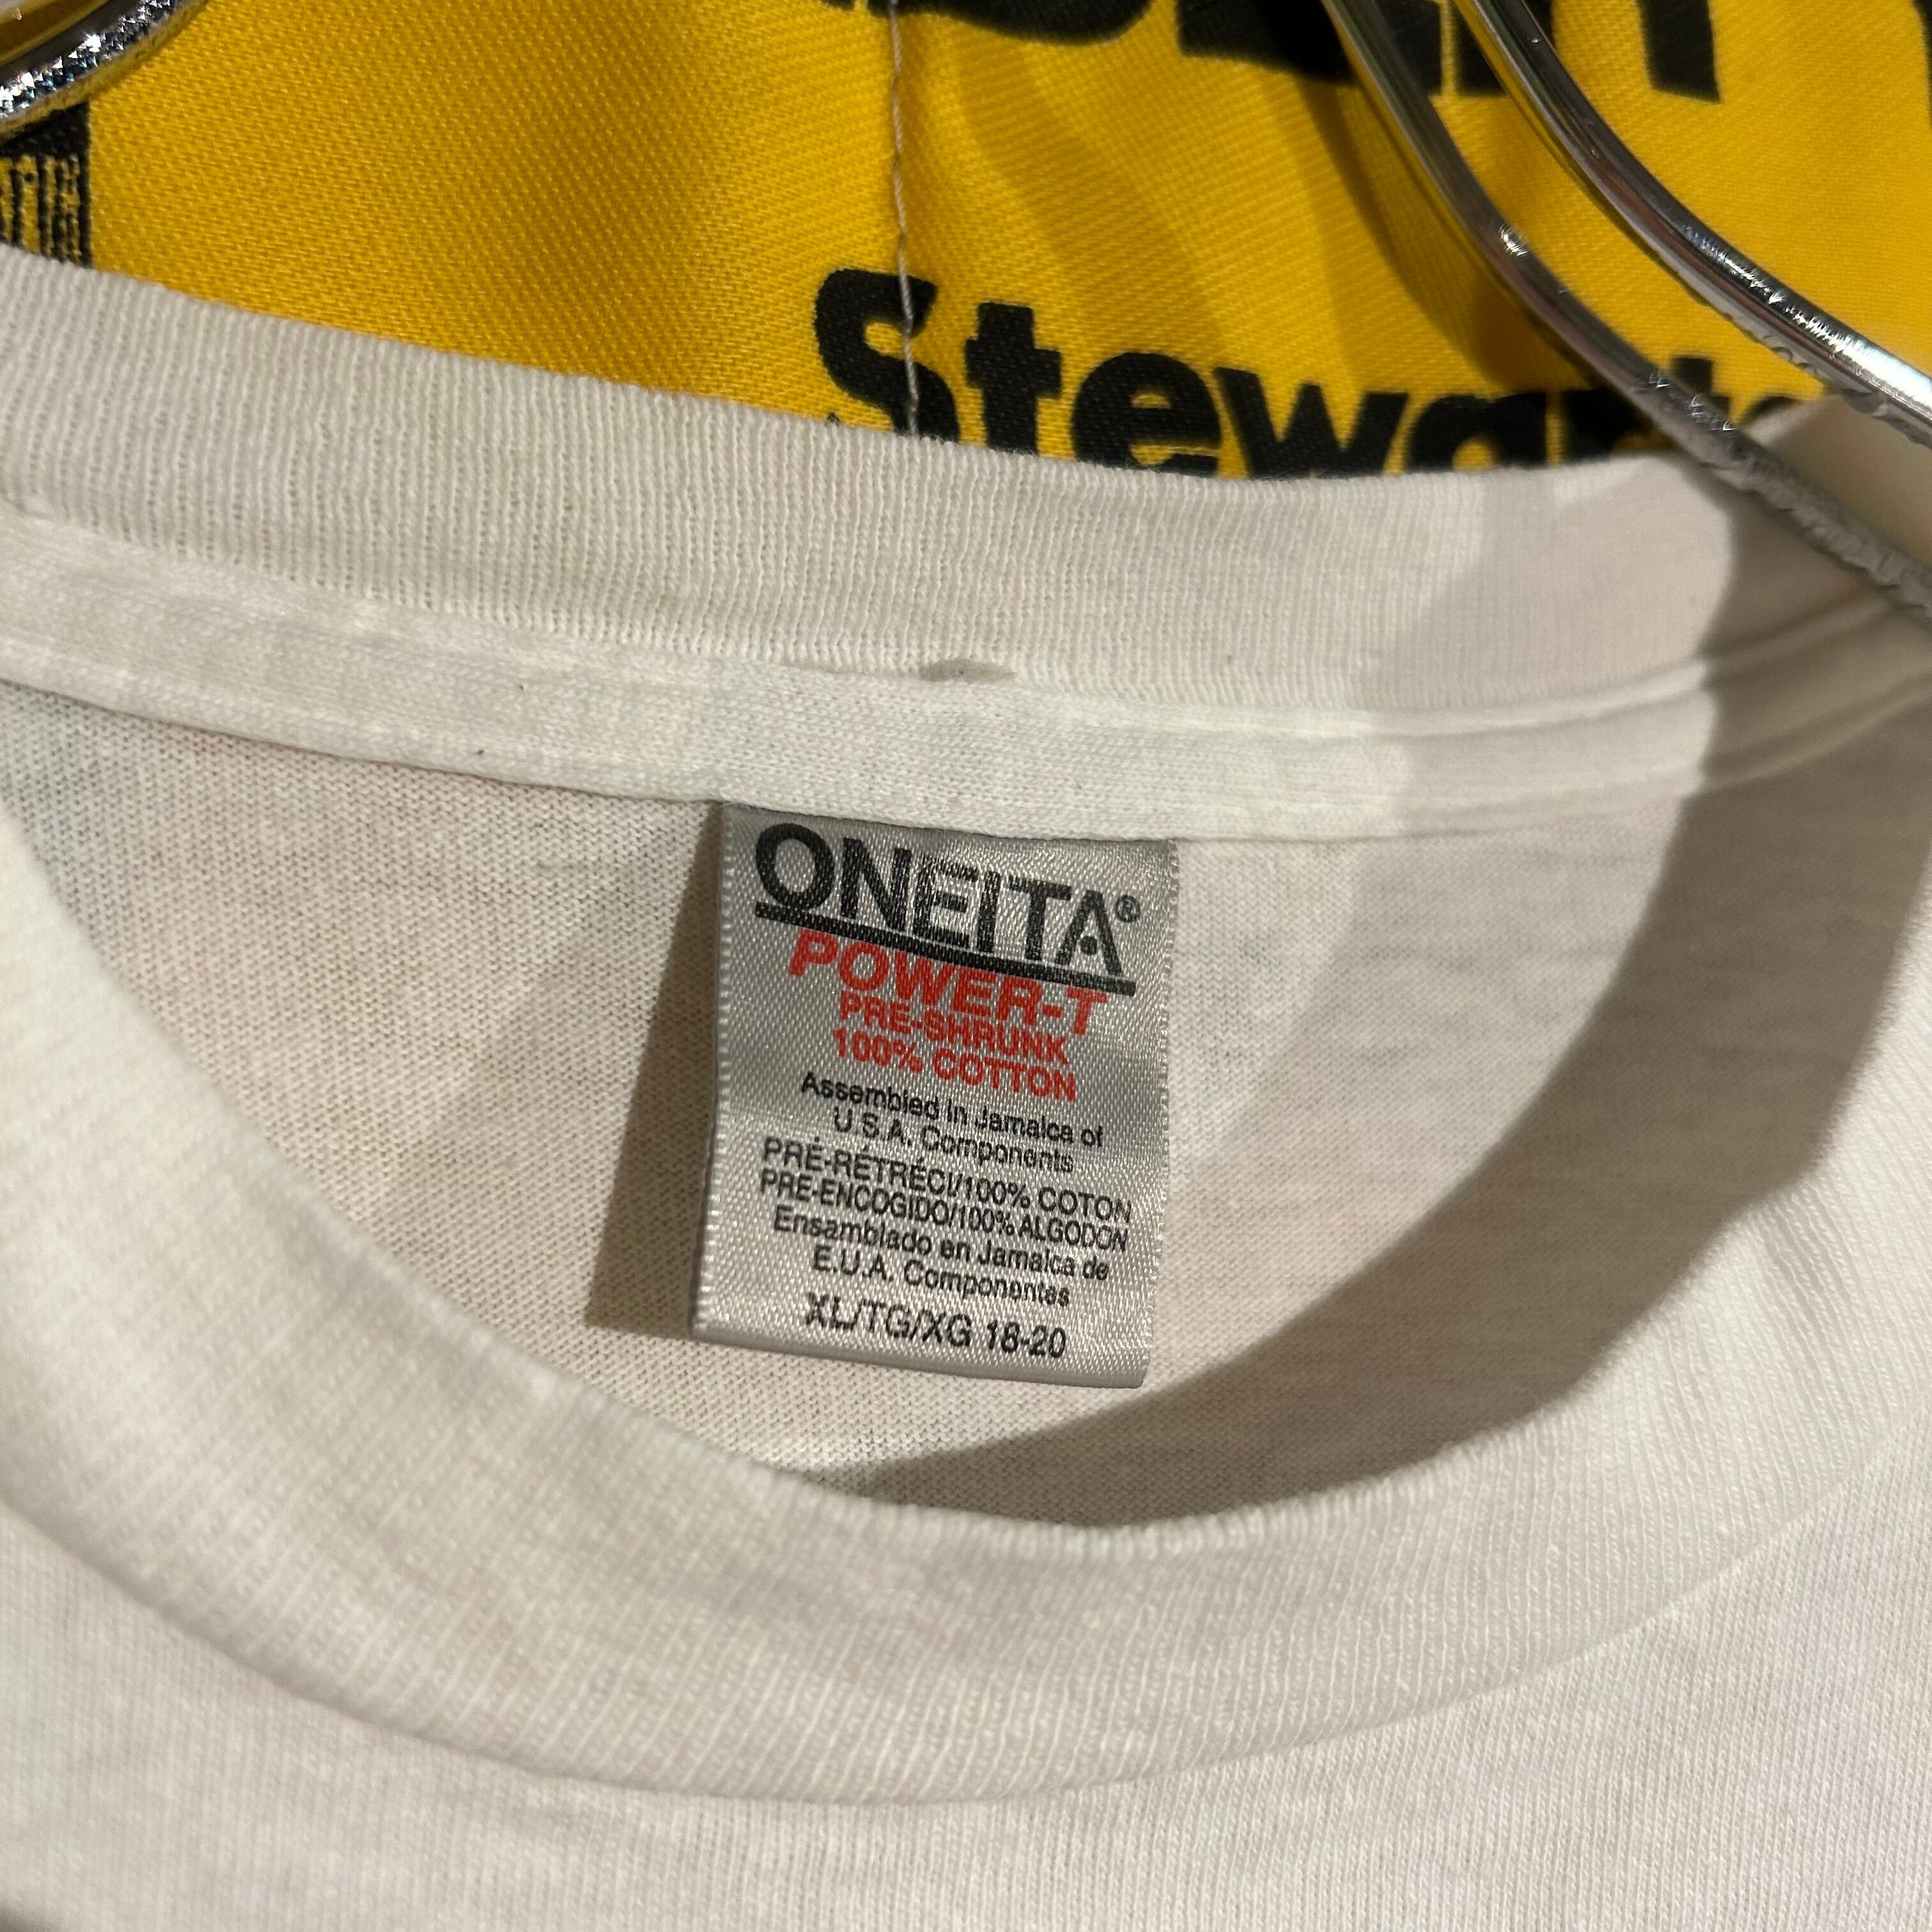 Stewart
ONEITA®
POWER-T
PRE-SHRUNK
100% COTTON
Assembled in Jamaica of
U.S.A. Components
PRÉ-RÉTRÉCI/100% COTON
PRE-ENCOGIDO/100% ALGODON
Ensamblado en Jamaica de
E.U.A. Componentes
XL/TG/XG 18-20